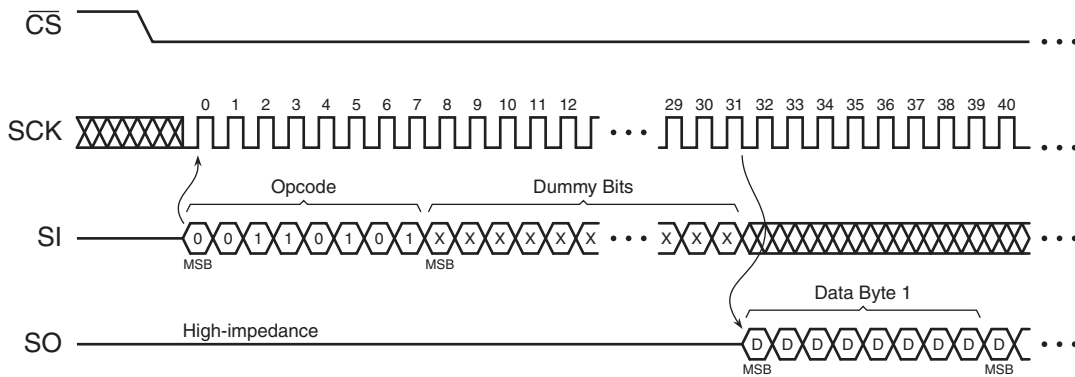 CS
0 1 2 3 4 5 6 7 8 9 10 11 12 29 30 31 32 33 34 35 36 37 38 39 40
SCK
Opcode Dummy Bits
SI 0 0 1 1 0 1 0 1 X X X X X X X X X
MSB MSB
Data Byte 1
High-impedance
SO D D D D D D D D D
MSB MSB